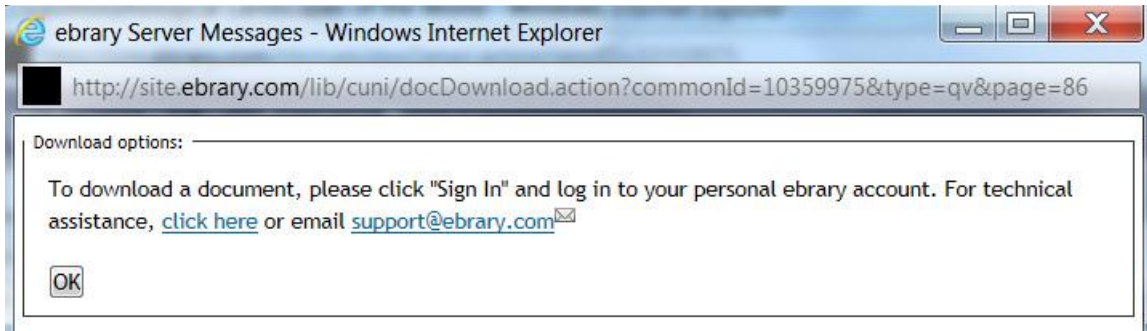 ebrary Server Messages - Windows Internet Explorer
http://site.ebrary.com/lib/cuni/docDownload.action?commonId=10359975&type=qv&page=86
Download options:
To download a document, please click "Sign In" and log in to your personal ebrary account. For technical
assistance, click here or email support@ebrary.com
OK